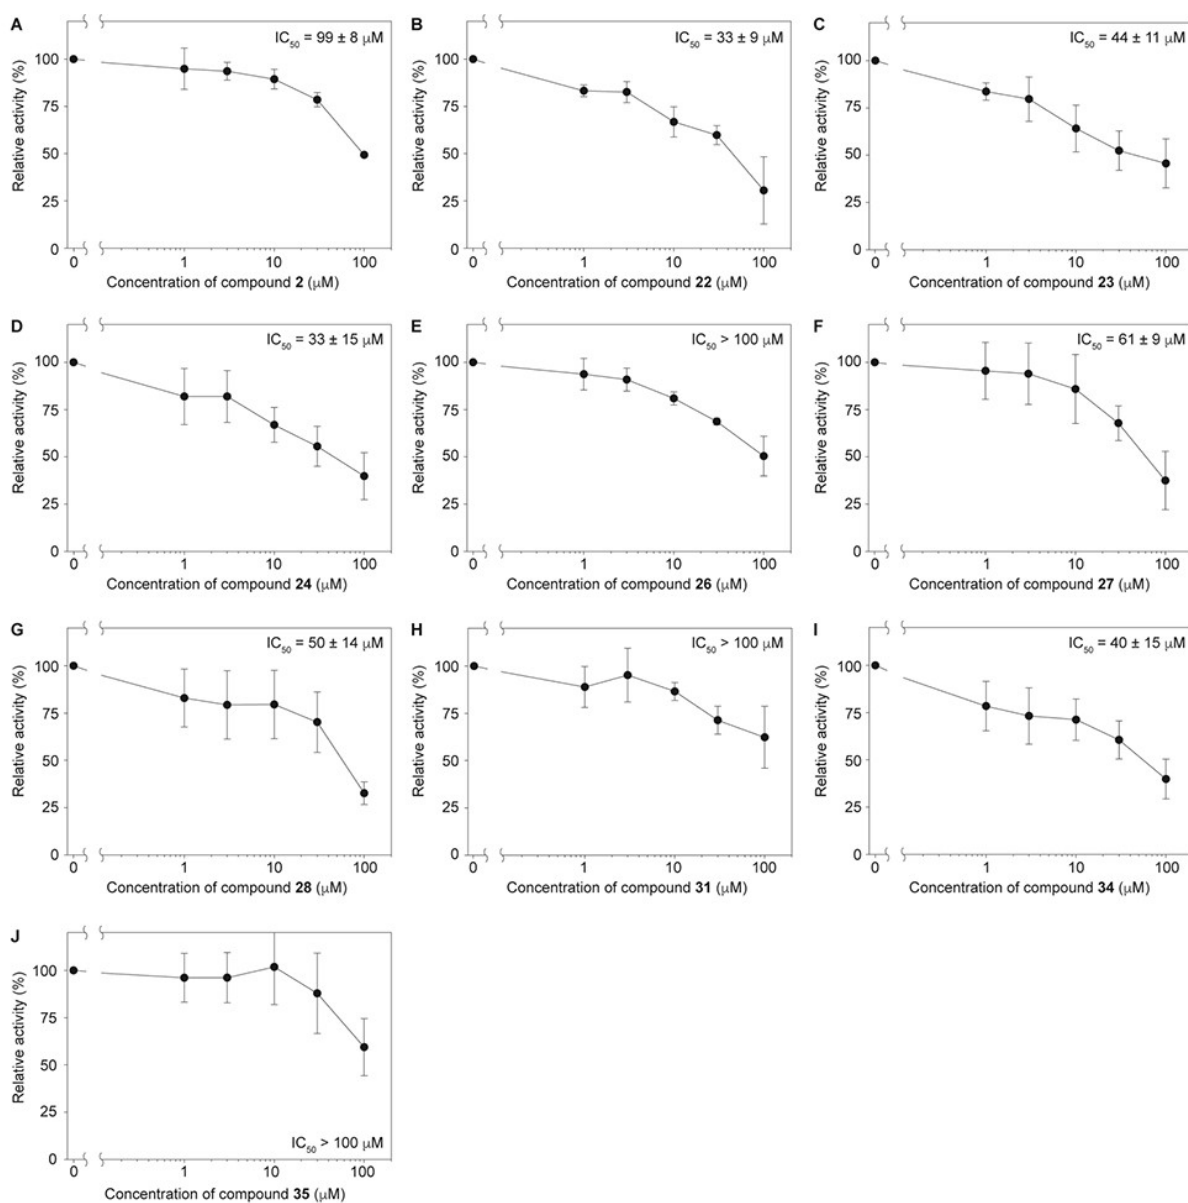 A
IC50 = 99 ± 8 μM
Relative activity (%)
100
75
50
25
0
0 1 10 100
Concentration of compound 2 (μM)
B
IC50 = 33 ± 9 μM
Relative activity (%)
100
75
50
25
0
0 1 10 100
Concentration of compound 22 (μM)
C
IC50 = 44 ± 11 μM
Relative activity (%)
100
75
50
25
0
0 1 10 100
Concentration of compound 23 (μM)
D
IC50 = 33 ± 15 μM
Relative activity (%)
100
75
50
25
0
0 1 10 100
Concentration of compound 24 (μM)
E
IC50 > 100 μM
Relative activity (%)
100
75
50
25
0
0 1 10 100
Concentration of compound 26 (μM)
F
IC50 = 61 ± 9 μM
Relative activity (%)
100
75
50
25
0
0 1 10 100
Concentration of compound 27 (μM)
G
IC50 = 50 ± 14 μM
Relative activity (%)
100
75
50
25
0
0 1 10 100
Concentration of compound 28 (μM)
H
IC50 > 100 μM
Relative activity (%)
100
75
50
25
0
0 1 10 100
Concentration of compound 31 (μM)
I
IC50 = 40 ± 15 μM
Relative activity (%)
100
75
50
25
0
0 1 10 100
Concentration of compound 34 (μM)
J
Relative activity (%)
100
75
50
25
0
IC50 > 100 μM
0 1 10 100
Concentration of compound 35 (μM)